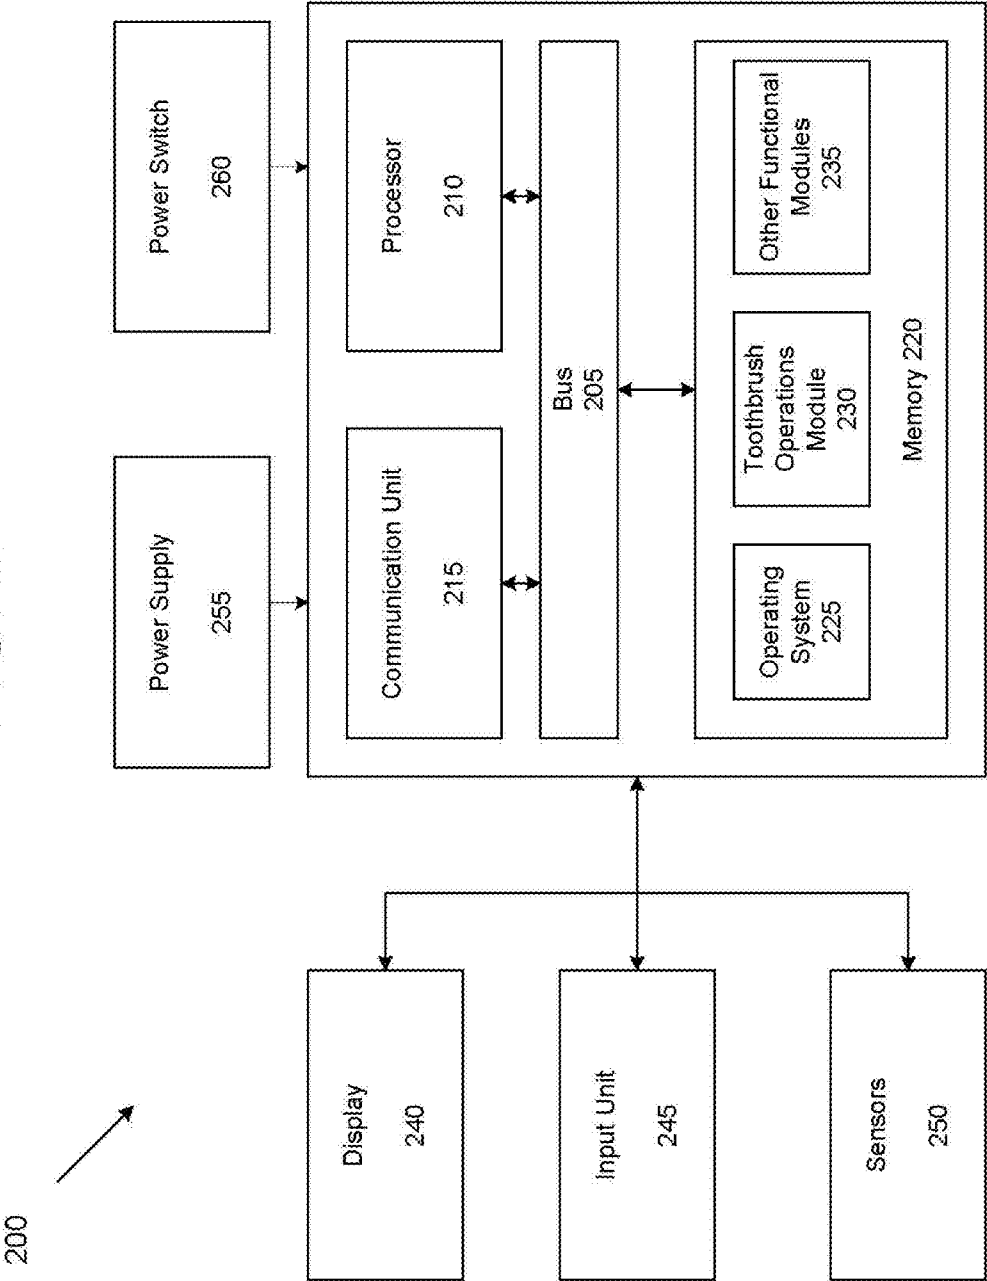 200
Power Supply
255
Power Switch
260
Communication Unit
215
Processor
210
Bus
205
Operating
System
225
Toothbrush
Operations
Module
230
Other Functional
Modules
235
Memory 220
Display
240
Input Unit
245
Sensors
250